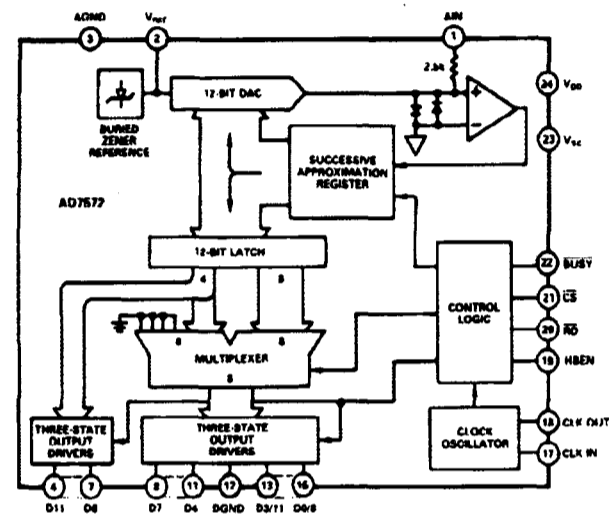 AGND
VREF
AIN
3
2
1
2.5k
24 VDD
23
12-BIT DAC
BURIED
ZENER
REFERENCE
SUCCESSIVE
APPROXIMATION
REGISTER
AD7572
12-BIT LATCH
4
8
22 BUSY
21 CS
20 RD
19 HBEN
CONTROL
LOGIC
8
8
MULTIPLEXER
8
THREE-STATE
OUTPUT
DRIVERS
THREE-STATE
OUTPUT
DRIVERS
CLOCK
OSCILLATOR
18 CLK OUT
17 CLK IN
4
7
8
11
12
13
16
D11
D8
D7
D4
DGND
D3/11
D0/8